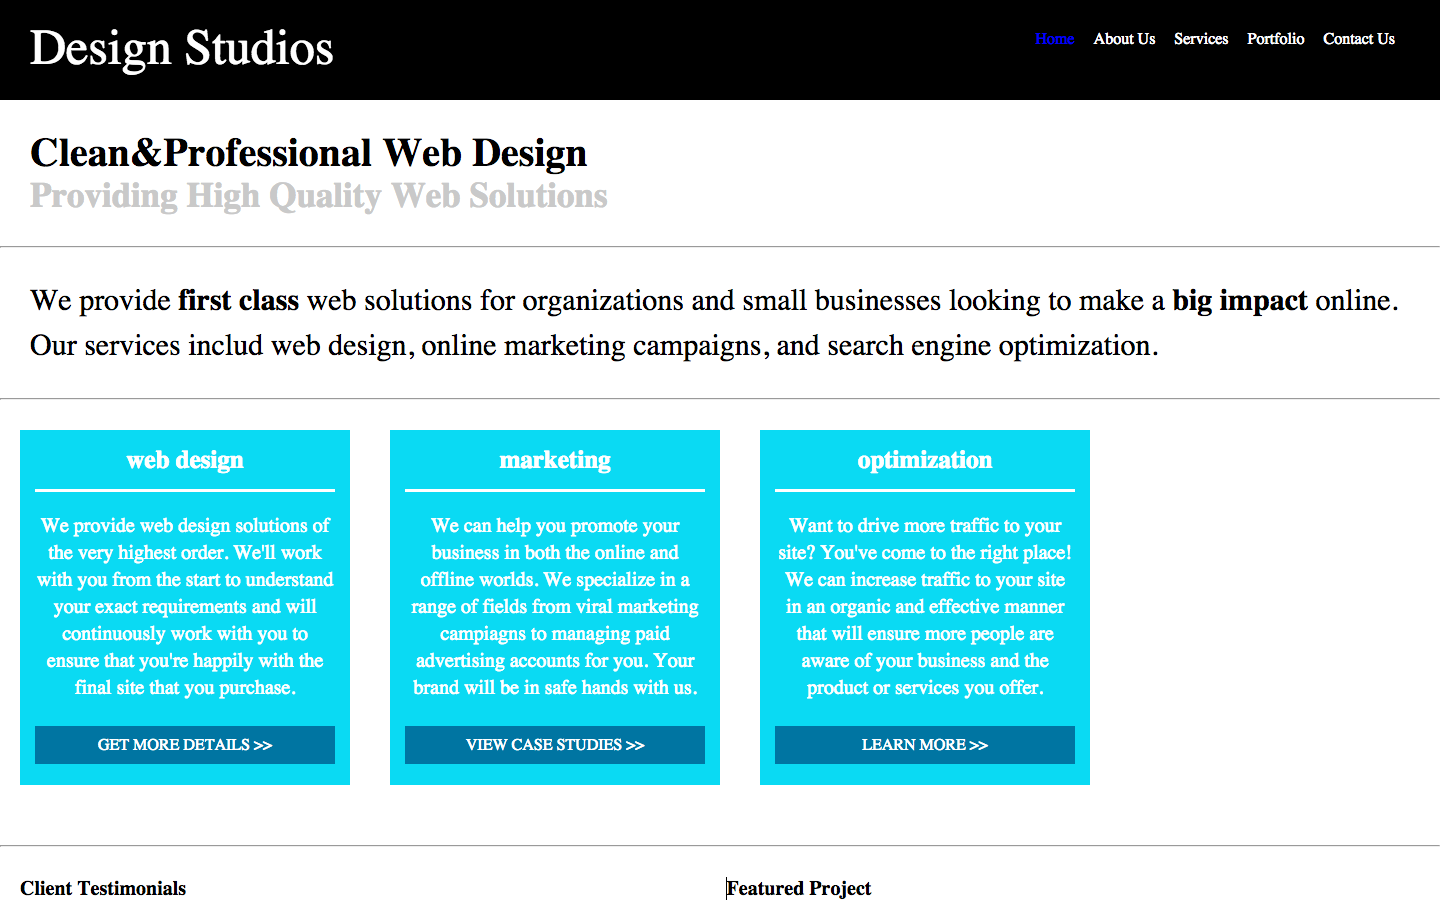 Design Studios
Home About Us Services Portfolio Contact Us
Clean&Professional Web Design
Providing High Quality Web Solutions
We provide first class web solutions for organizations and small businesses looking to make a big impact online.
Our services includ web design, online marketing campaigns, and search engine optimization.
web design
We provide web design solutions of
the very highest order. We'll work
with you from the start to understand
your exact requirements and will
continuously work with you to
ensure that you're happily with the
final site that you purchase.
GET MORE DETAILS >>
marketing
We can help you promote your
business in both the online and
offline worlds. We specialize in a
range of fields from viral marketing
campiagns to managing paid
advertising accounts for you. Your
brand will be in safe hands with us.
VIEW CASE STUDIES >>
optimization
Want to drive more traffic to your
site? You've come to the right place!
We can increase traffic to your site
in an organic and effective manner
that will ensure more people are
aware of your business and the
product or services you offer.
LEARN MORE >>
Client Testimonials
Featured Project